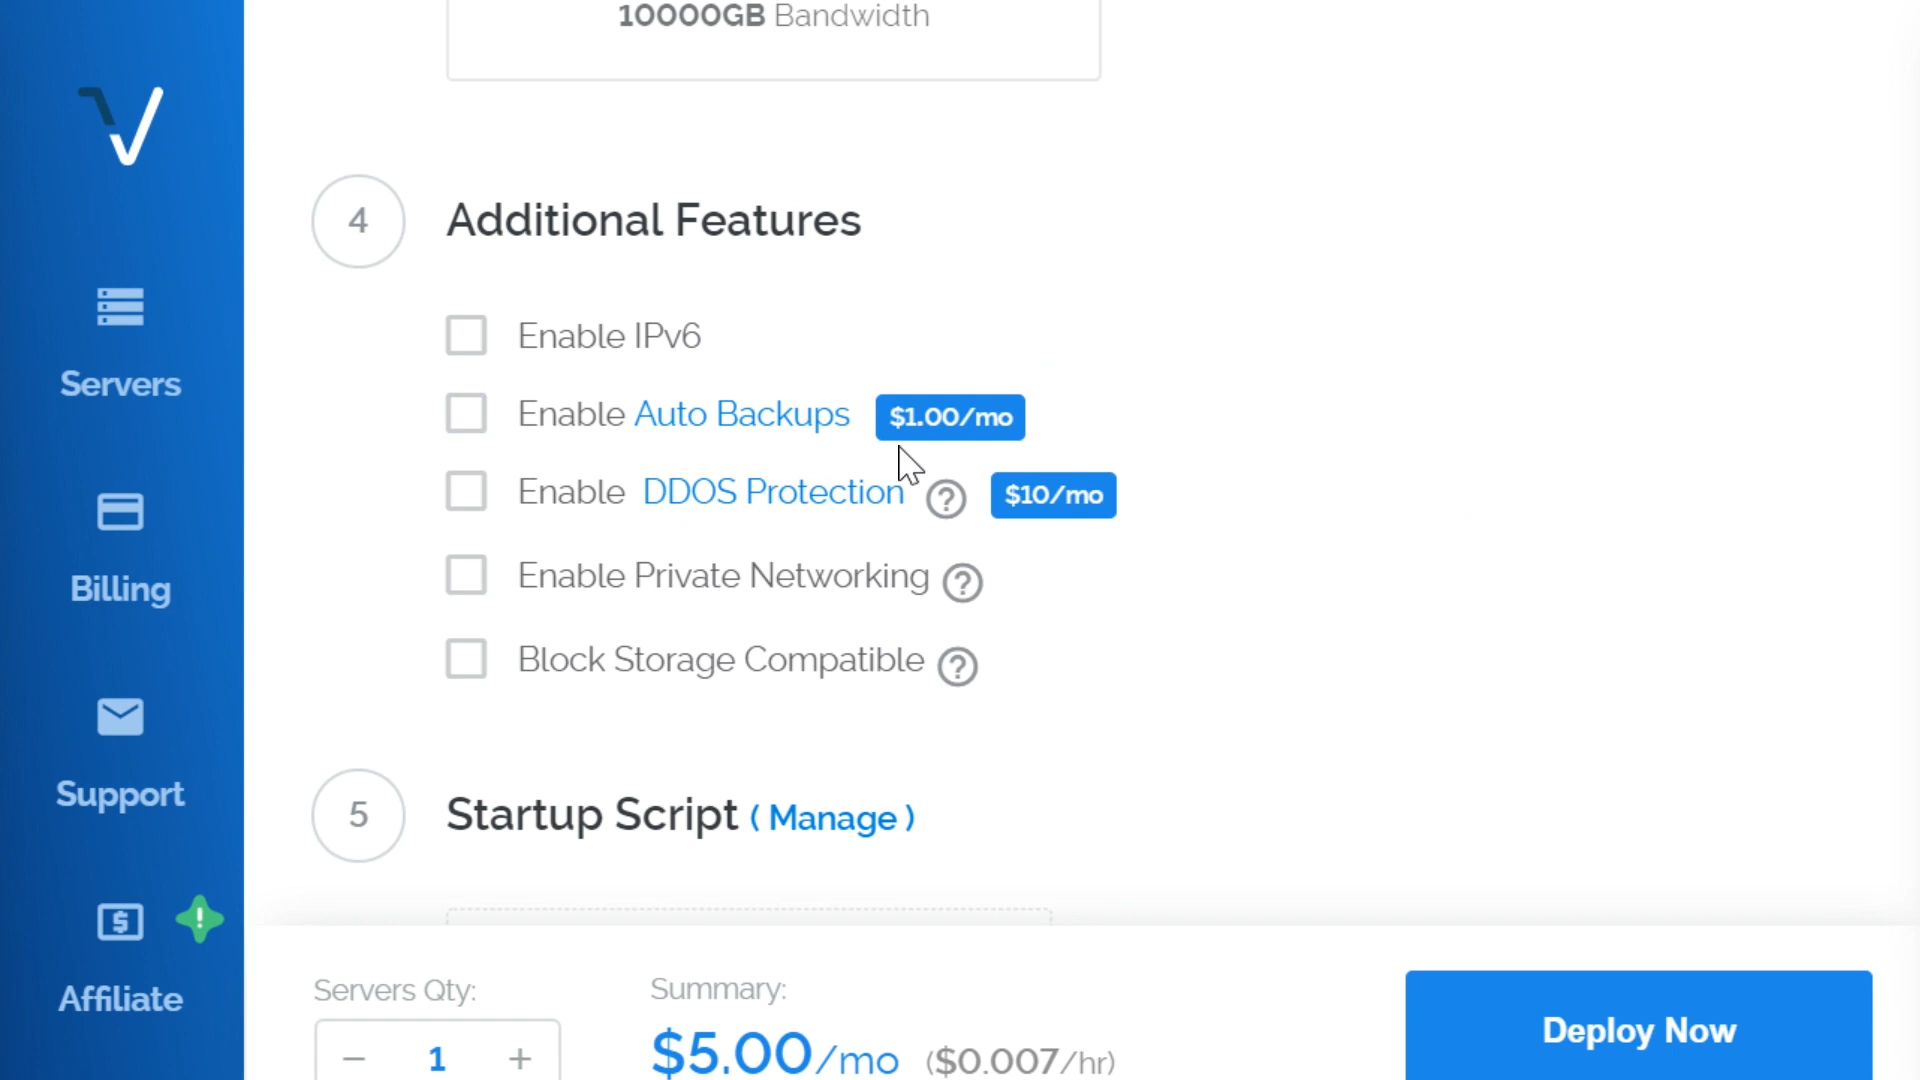 10000GB Bandwidth
4
Additional Features
Enable IPv6
Enable Auto Backups $1.00/mo
Enable DDOS Protection ? $10/mo
Enable Private Networking ?
Block Storage Compatible ?
5
Startup Script ( Manage )
Servers
Billing
Support
$ !
Affiliate
Servers Qty:
− 1 +
Summary:
$5.00/mo ($0.007/hr)
Deploy Now